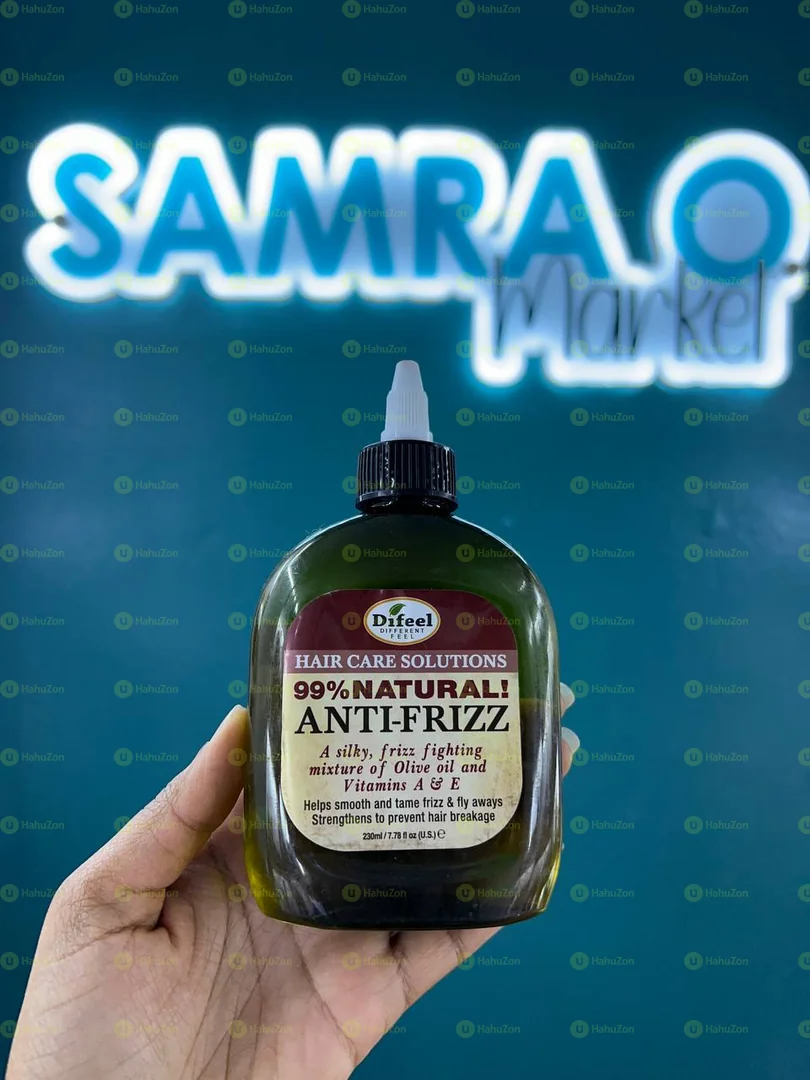 SAMRA O
Market
Difeel
DIFFERENT
FEEL
HAIR CARE SOLUTIONS
99% NATURAL!
ANTI-FRIZZ
A silky, frizz fighting
mixture of Olive oil and
Vitamins A & E
Helps smooth and tame frizz & fly aways
Strengthens to prevent hair breakage
230ml / 7.78 fl oz (U.S.) e
HahuZon